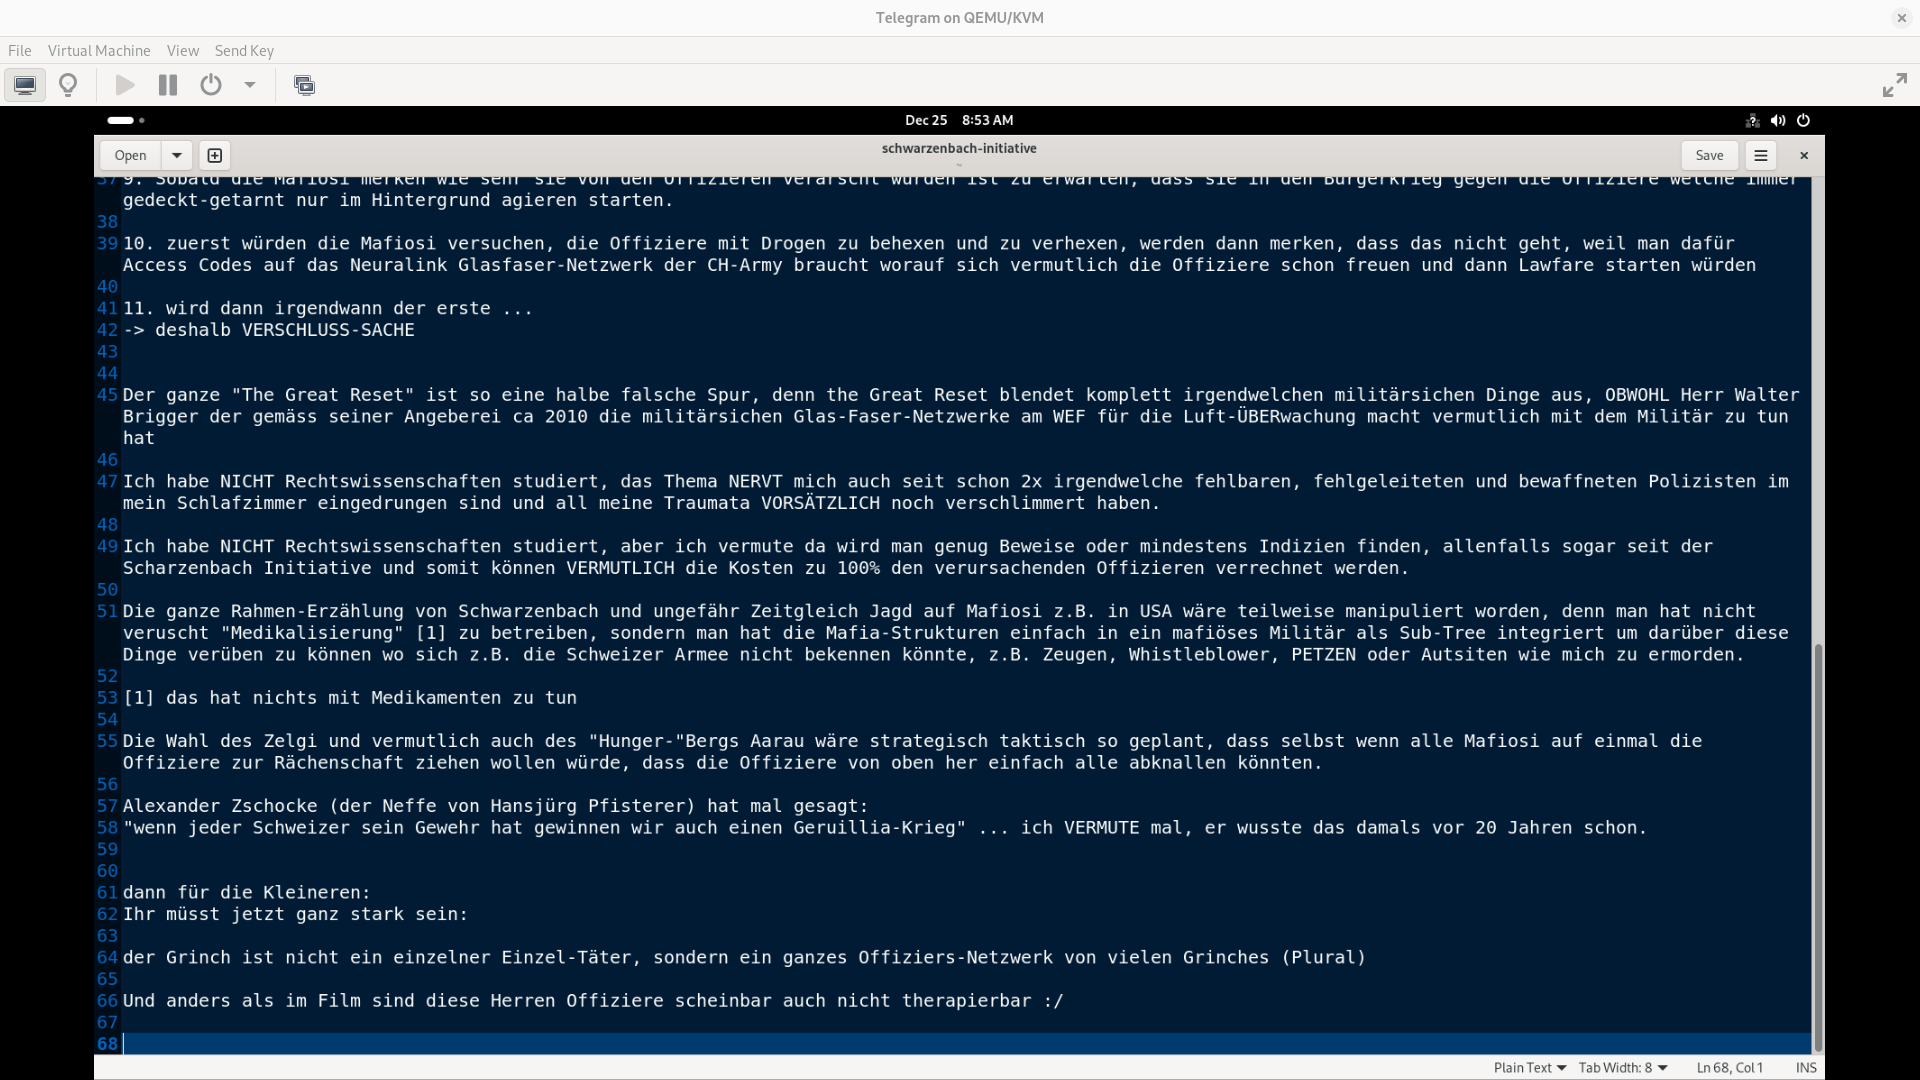 Telegram on QEMU/KVM
File Virtual Machine View Send Key
Dec 25 8:53 AM
Open
schwarzenbach-initiative
~
Save
37 9. Sobald die Mafiosi merken wie sehr sie von den Offizieren verarscht wurden ist zu erwarten, dass sie in den Bürgerkrieg gegen die Offiziere welche immer
gedeckt-getarnt nur im Hintergrund agieren starten.
38
39 10. zuerst würden die Mafiosi versuchen, die Offiziere mit Drogen zu behexen und zu verhexen, werden dann merken, dass das nicht geht, weil man dafür
Access Codes auf das Neuralink Glasfaser-Netzwerk der CH-Army braucht worauf sich vermutlich die Offiziere schon freuen und dann Lawfare starten würden
40
41 11. wird dann irgendwann der erste ...
42 -> deshalb VERSCHLUSS-SACHE
43
44
45 Der ganze "The Great Reset" ist so eine halbe falsche Spur, denn the Great Reset blendet komplett irgendwelchen militärsichen Dinge aus, OBWOHL Herr Walter
Brigger der gemäss seiner Angeberei ca 2010 die militärsichen Glas-Faser-Netzwerke am WEF für die Luft-ÜBERwachung macht vermutlich mit dem Militär zu tun
hat
46
47 Ich habe NICHT Rechtswissenschaften studiert, das Thema NERVT mich auch seit schon 2x irgendwelche fehlbaren, fehlgeleiteten und bewaffneten Polizisten im
mein Schlafzimmer eingedrungen sind und all meine Traumata VORSÄTZLICH noch verschlimmert haben.
48
49 Ich habe NICHT Rechtswissenschaften studiert, aber ich vermute da wird man genug Beweise oder mindestens Indizien finden, allenfalls sogar seit der
Scharzenbach Initiative und somit können VERMUTLICH die Kosten zu 100% den verursachenden Offizieren verrechnet werden.
50
51 Die ganze Rahmen-Erzählung von Schwarzenbach und ungefähr Zeitgleich Jagd auf Mafiosi z.B. in USA wäre teilweise manipuliert worden, denn man hat nicht
veruscht "Medikalisierung" [1] zu betreiben, sondern man hat die Mafia-Strukturen einfach in ein mafiöses Militär als Sub-Tree integriert um darüber diese
Dinge verüben zu können wo sich z.B. die Schweizer Armee nicht bekennen könnte, z.B. Zeugen, Whistleblower, PETZEN oder Autsiten wie mich zu ermorden.
52
53 [1] das hat nichts mit Medikamenten zu tun
54
55 Die Wahl des Zelgi und vermutlich auch des "Hunger-"Bergs Aarau wäre strategisch taktisch so geplant, dass selbst wenn alle Mafiosi auf einmal die
Offiziere zur Rächenschaft ziehen wollen würde, dass die Offiziere von oben her einfach alle abknallen könnten.
56
57 Alexander Zschocke (der Neffe von Hansjürg Pfisterer) hat mal gesagt:
58 "wenn jeder Schweizer sein Gewehr hat gewinnen wir auch einen Geruillia-Krieg" ... ich VERMUTE mal, er wusste das damals vor 20 Jahren schon.
59
60
61 dann für die Kleineren:
62 Ihr müsst jetzt ganz stark sein:
63
64 der Grinch ist nicht ein einzelner Einzel-Täter, sondern ein ganzes Offiziers-Netzwerk von vielen Grinches (Plural)
65
66 Und anders als im Film sind diese Herren Offiziere scheinbar auch nicht therapierbar :/
67
68
Plain Text Tab Width: 8 Ln 68, Col 1 INS